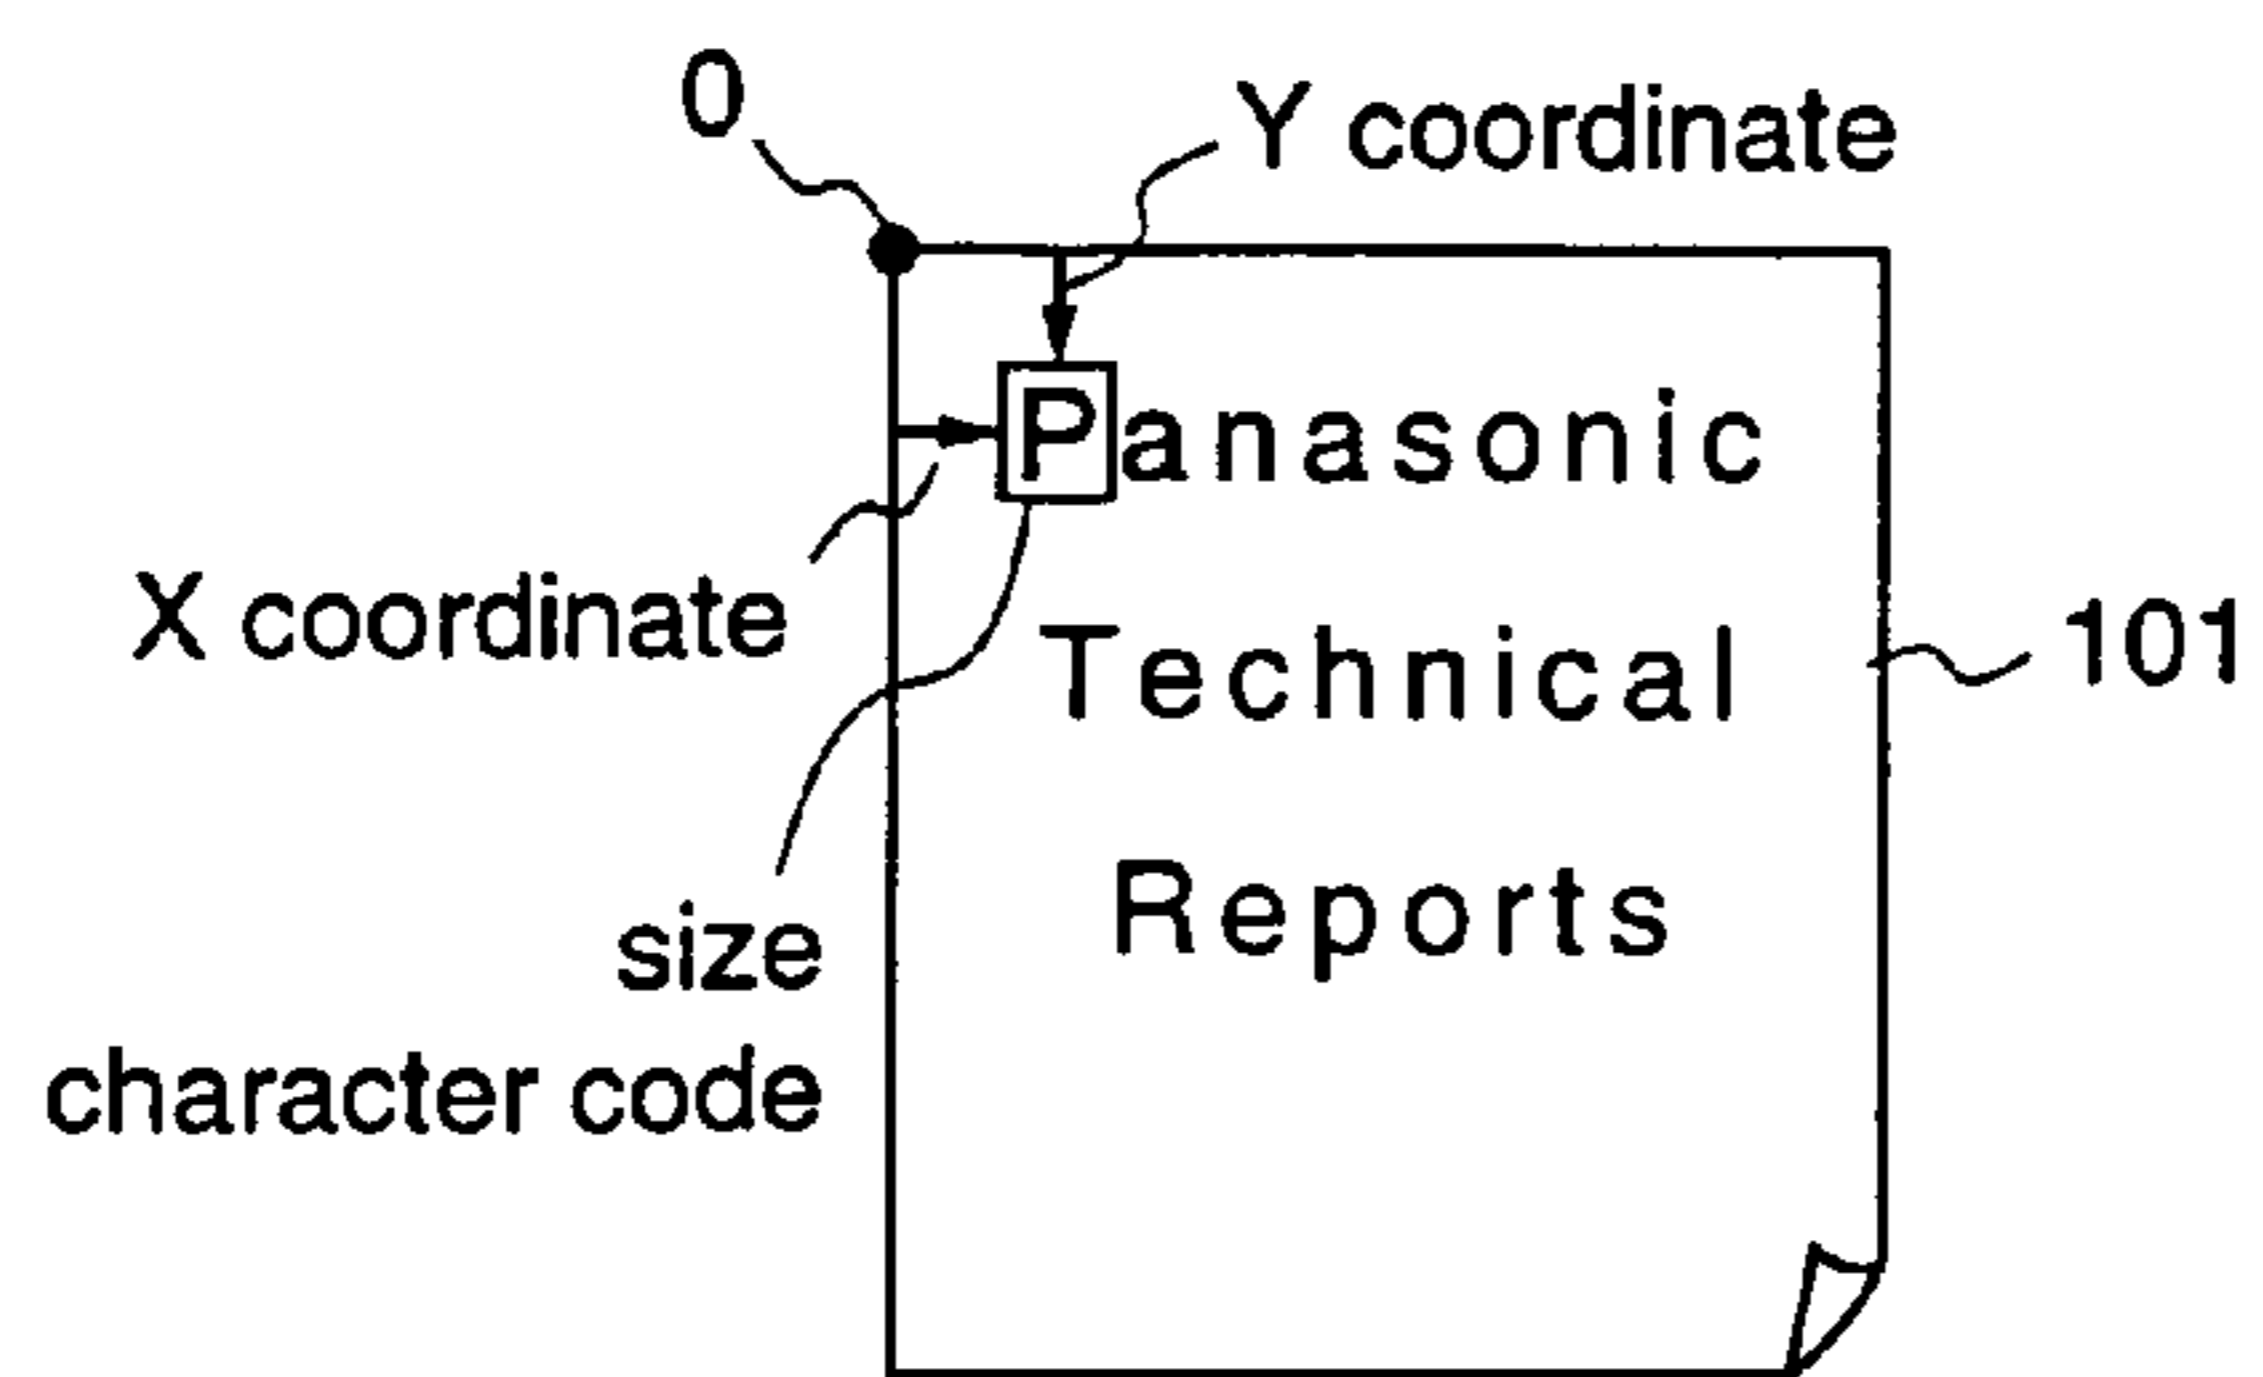 0
Y coordinate
Panasonic
X coordinate
Technical
101
Reports
size
character code